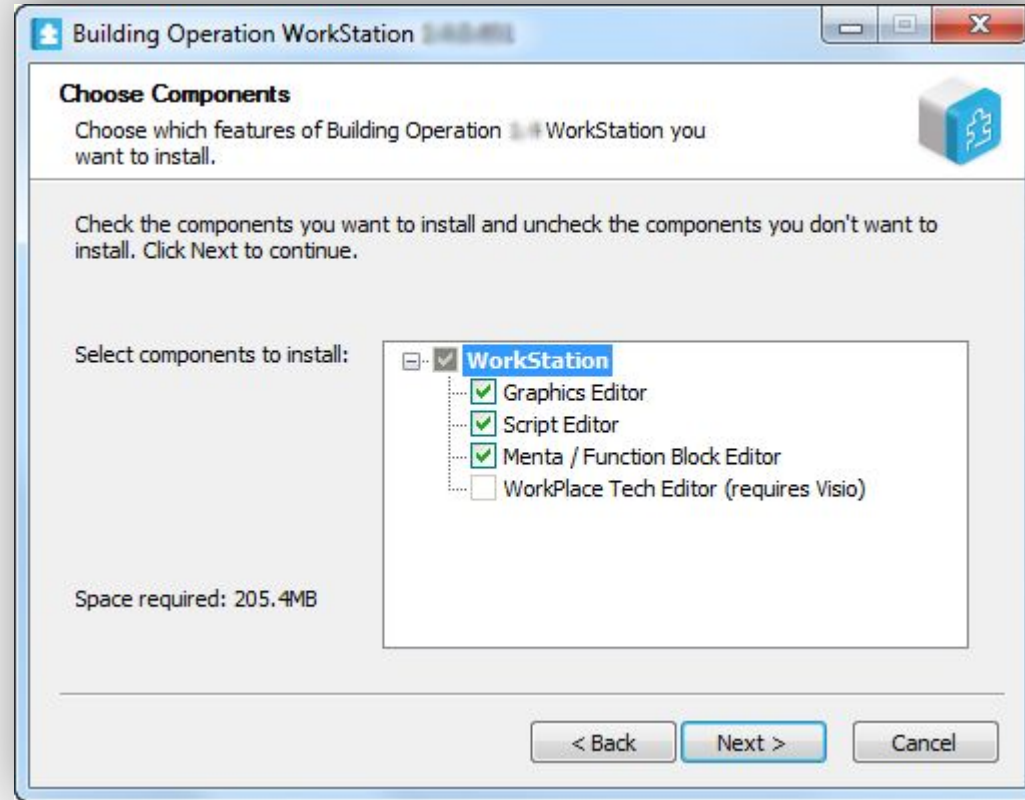 Building Operation WorkStation
Choose Components
Choose which features of Building Operation WorkStation you
want to install.
Check the components you want to install and uncheck the components you don't want to
install. Click Next to continue.
Select components to install:
WorkStation
Graphics Editor
Script Editor
Menta / Function Block Editor
WorkPlace Tech Editor (requires Visio)
Space required: 205.4MB
< Back
Next >
Cancel